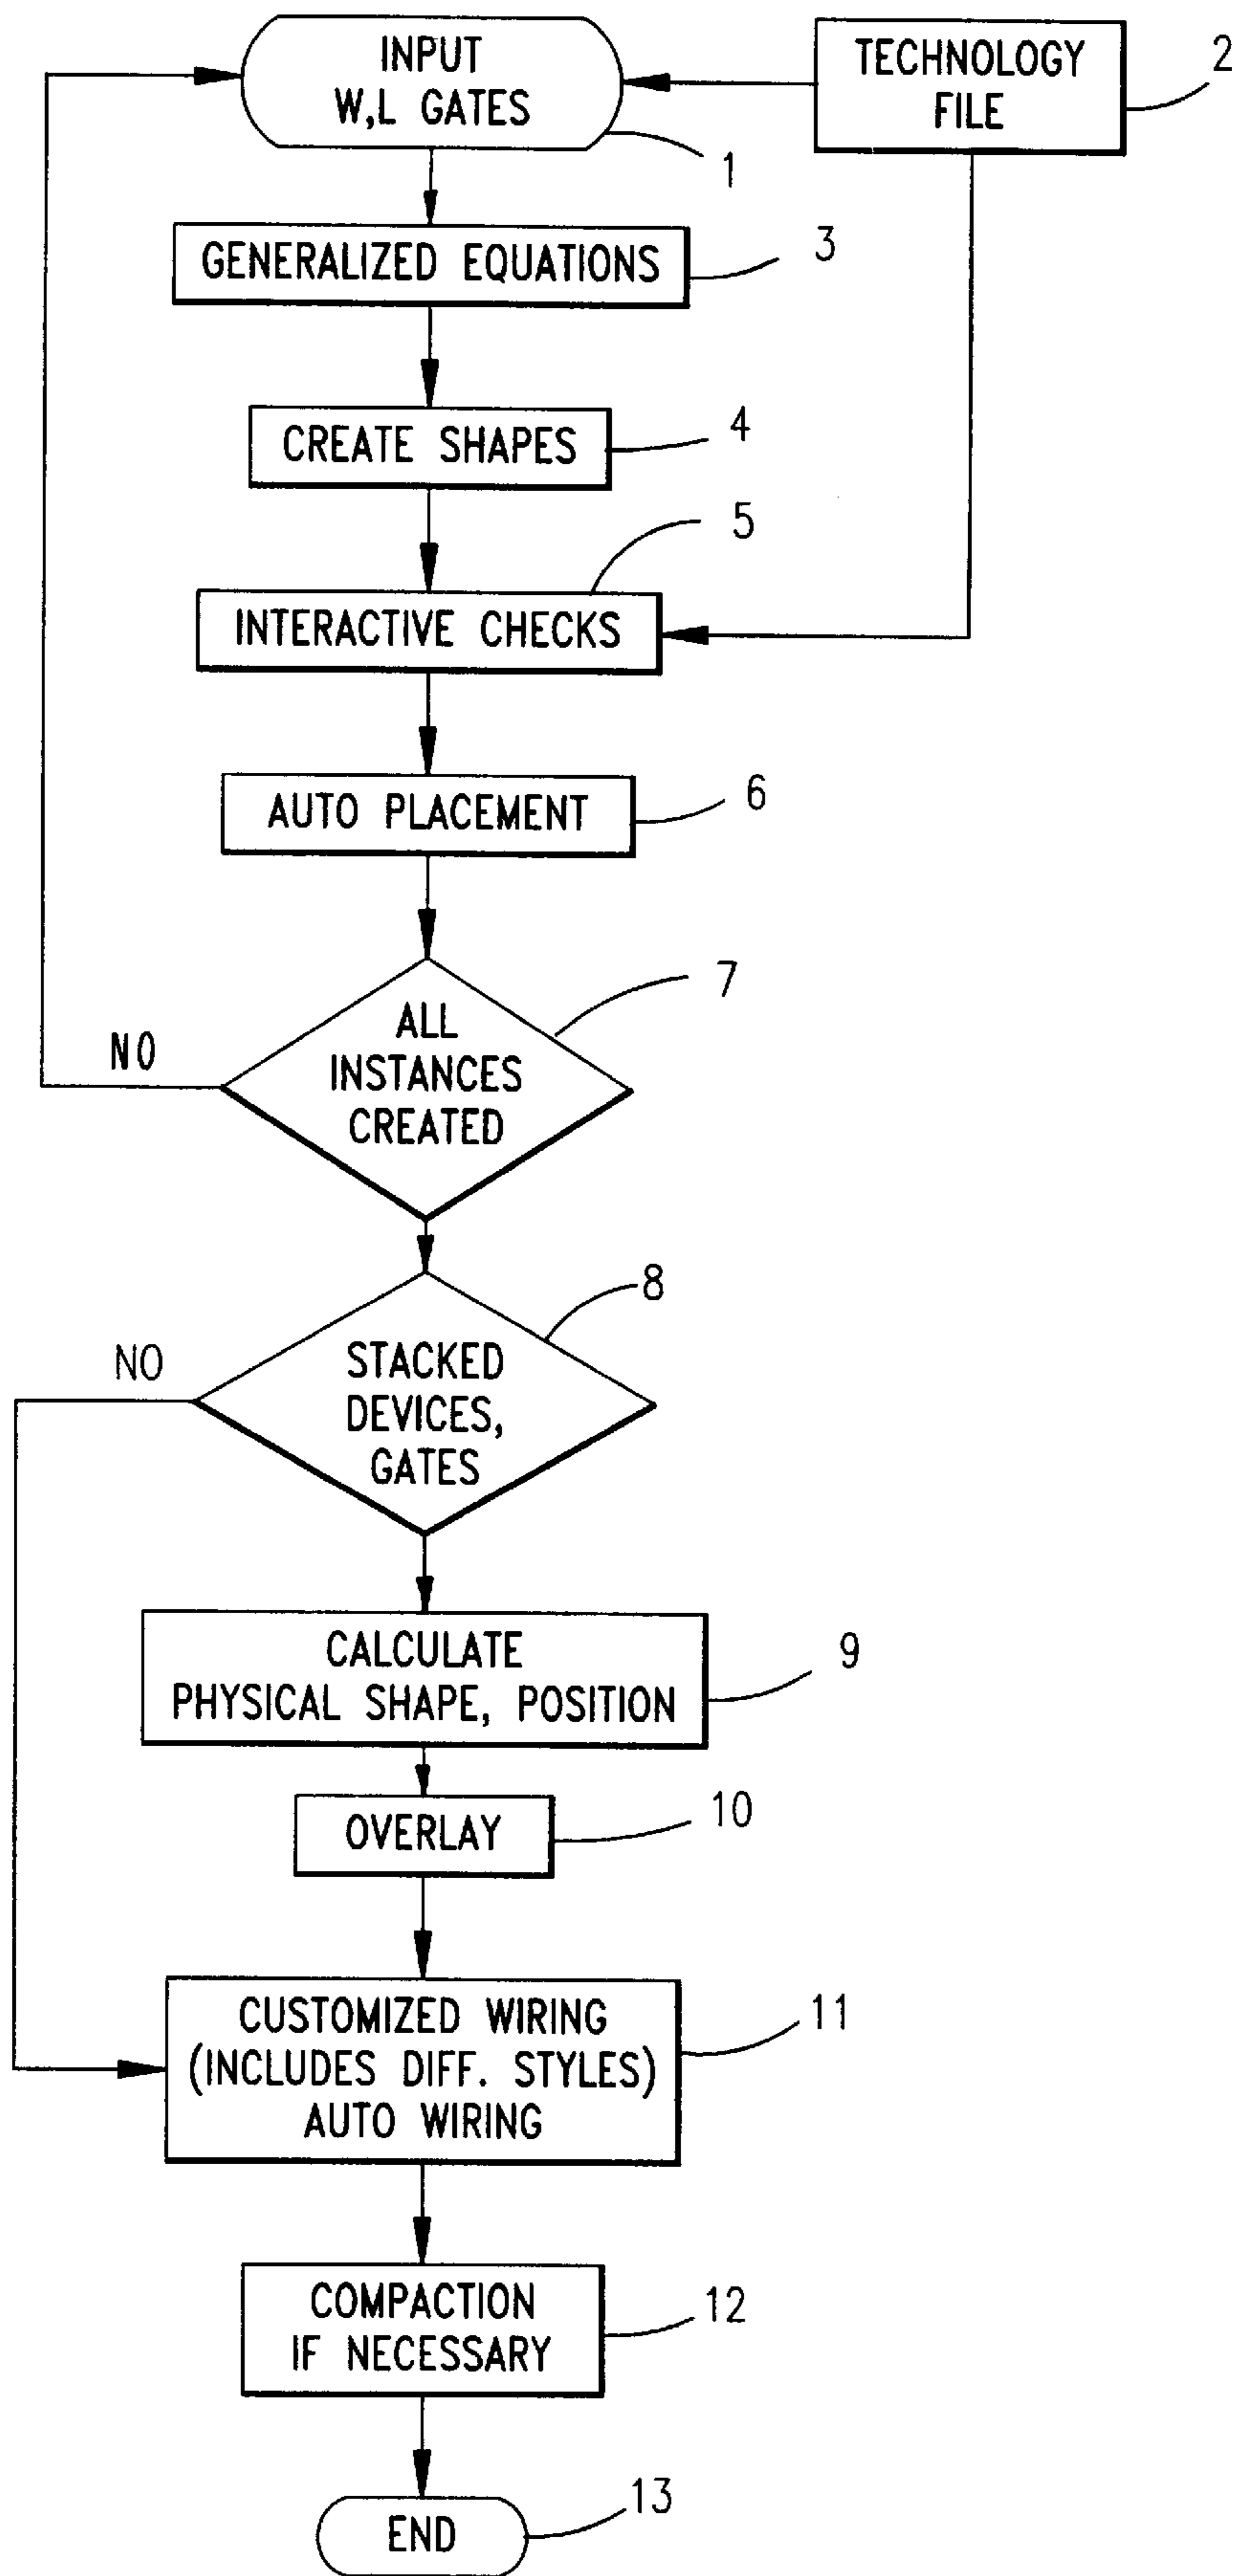 INPUT
W,L GATES
1
TECHNOLOGY
FILE
2
GENERALIZED EQUATIONS
3
CREATE SHAPES
4
INTERACTIVE CHECKS
5
AUTO PLACEMENT
6
ALL
INSTANCES
CREATED
7
NO
STACKED
DEVICES,
GATES
8
NO
CALCULATE
PHYSICAL SHAPE, POSITION
9
OVERLAY
10
CUSTOMIZED WIRING
(INCLUDES DIFF. STYLES)
AUTO WIRING
11
COMPACTION
IF NECESSARY
12
END
13